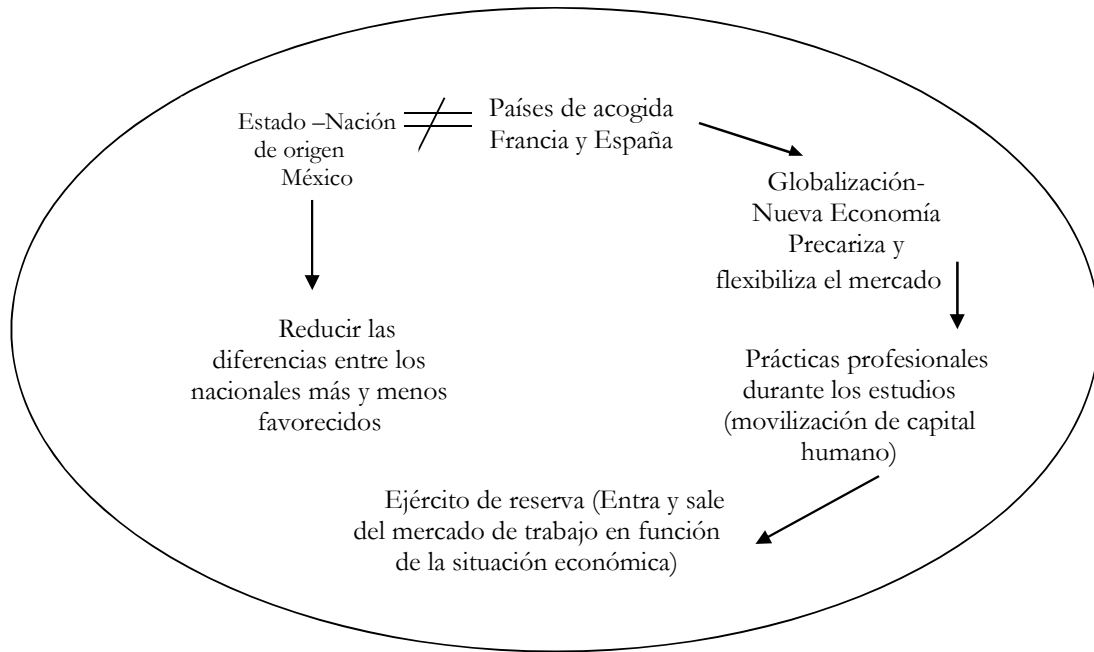 Estado –Nación
de origen
México
Países de acogida
Francia y España
Globalización-
Nueva Economía
Precariza y
flexibiliza el mercado
Reducir las
diferencias entre los
nacionales más y menos
favorecidos
Prácticas profesionales
durante los estudios
(movilización de capital
humano)
Ejército de reserva (Entra y sale
del mercado de trabajo en función
de la situación económica)